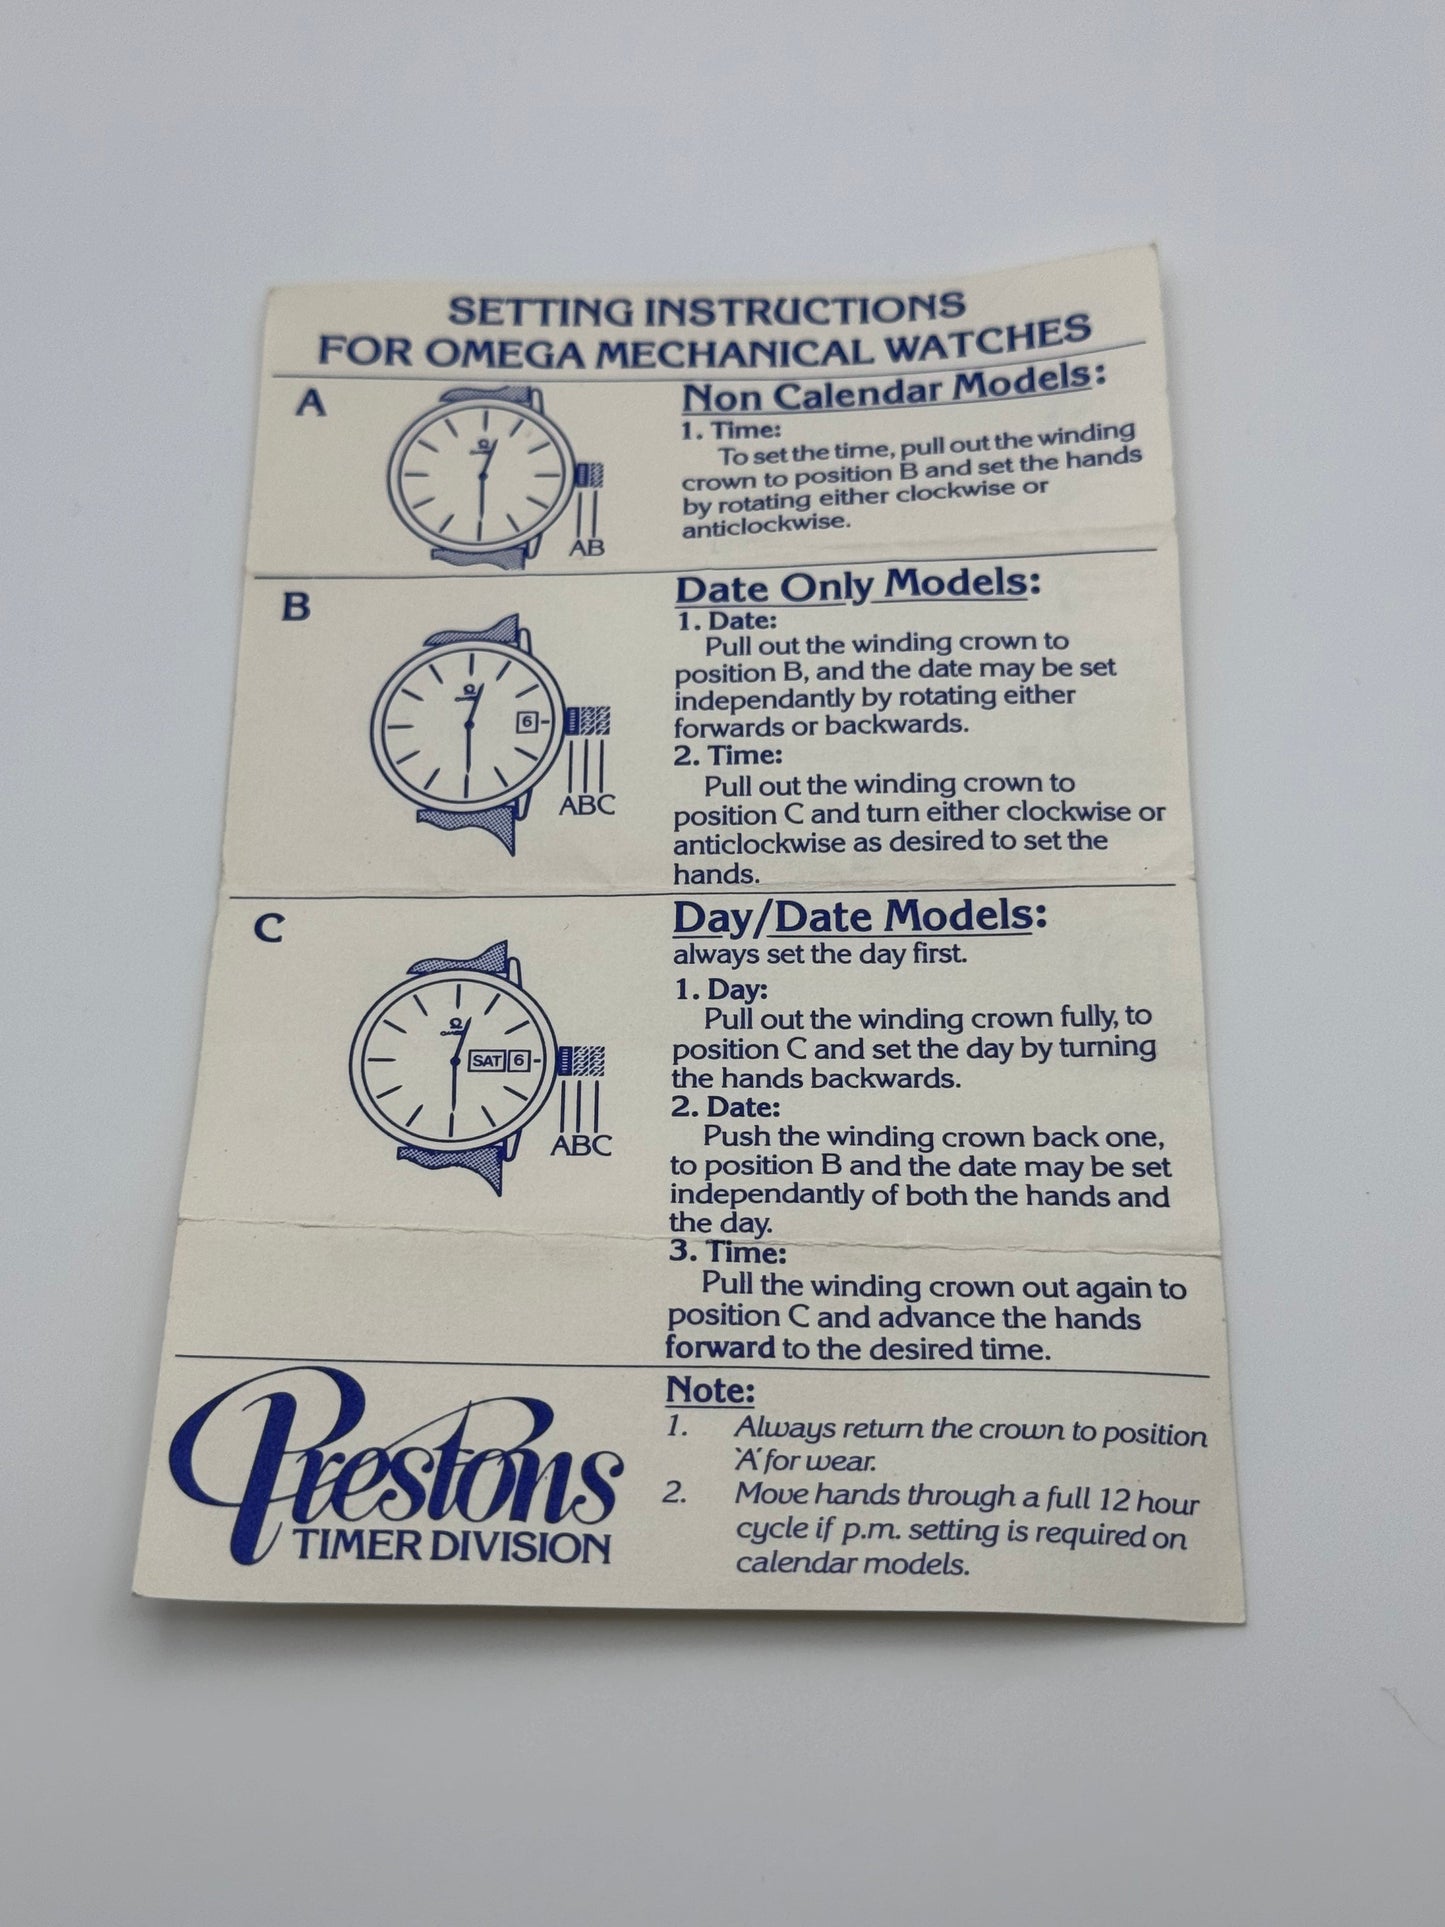 SETTING INSTRUCTIONS
FOR OMEGA MECHANICAL WATCHES
A
AB
Non Calendar Models:
1. Time:
To set the time, pull out the winding
crown to position B and set the hands
by rotating either clockwise or
anticlockwise.
B
6
ABC
Date Only Models:
1. Date:
Pull out the winding crown to
position B, and the date may be set
independantly by rotating either
forwards or backwards.
2. Time:
Pull out the winding crown to
position C and turn either clockwise or
anticlockwise as desired to set the
hands.
C
SAT 6
ABC
Day/Date Models:
always set the day first.
1. Day:
Pull out the winding crown fully, to
position C and set the day by turning
the hands backwards.
2. Date:
Push the winding crown back one,
to position B and the date may be set
independantly of both the hands and
the day.
3. Time:
Pull the winding crown out again to
position C and advance the hands
forward to the desired time.
Prestons
TIMER DIVISION
Note:
1. Always return the crown to position
'A' for wear.
2. Move hands through a full 12 hour
cycle if p.m. setting is required on
calendar models.